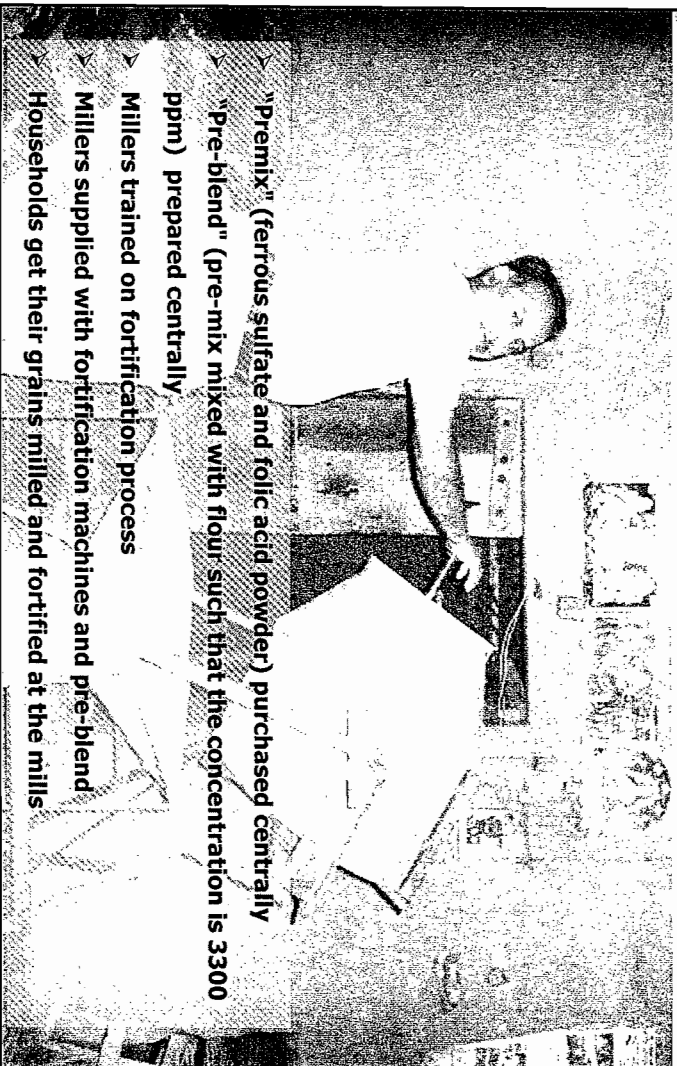 ➢ "Premix" (ferrous sulfate and folic acid powder) purchased centrally
➢ "Pre-blend" (pre-mix mixed with flour such that the concentration is 3300
ppm) prepared centrally
➢ Millers trained on fortification process
➢ Millers supplied with fortification machines and pre-blend
➢ Households get their grains milled and fortified at the mills